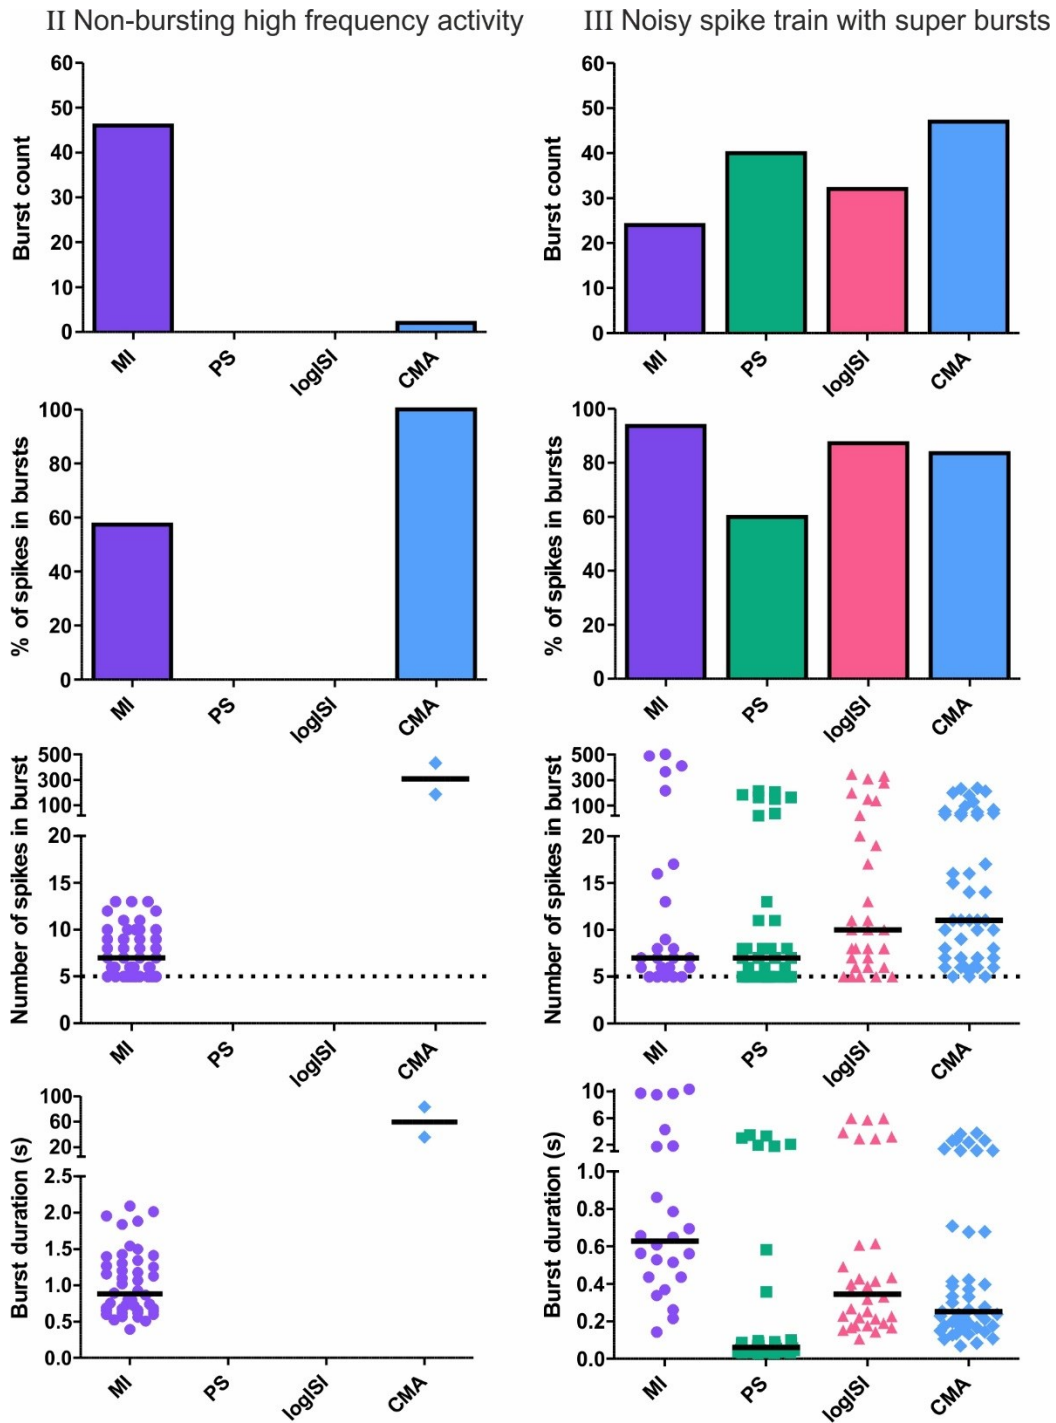 II Non-bursting high frequency activity
III Noisy spike train with super bursts
Burst count
60
50
40
30
20
10
0
MI
PS
logISI
CMA
Burst count
60
50
40
30
20
10
0
MI
PS
logISI
CMA
% of spikes in bursts
100
80
60
40
20
0
MI
PS
logISI
CMA
% of spikes in bursts
100
80
60
40
20
0
MI
PS
logISI
CMA
Number of spikes in burst
500
300
100
20
15
10
5
0
MI
PS
logISI
CMA
Number of spikes in burst
500
300
100
20
15
10
5
0
MI
PS
logISI
CMA
Burst duration (s)
100
60
20
2.5
2.0
1.5
1.0
0.5
0.0
MI
PS
logISI
CMA
Burst duration (s)
10
6
2
1.0
0.8
0.6
0.4
0.2
0.0
MI
PS
logISI
CMA